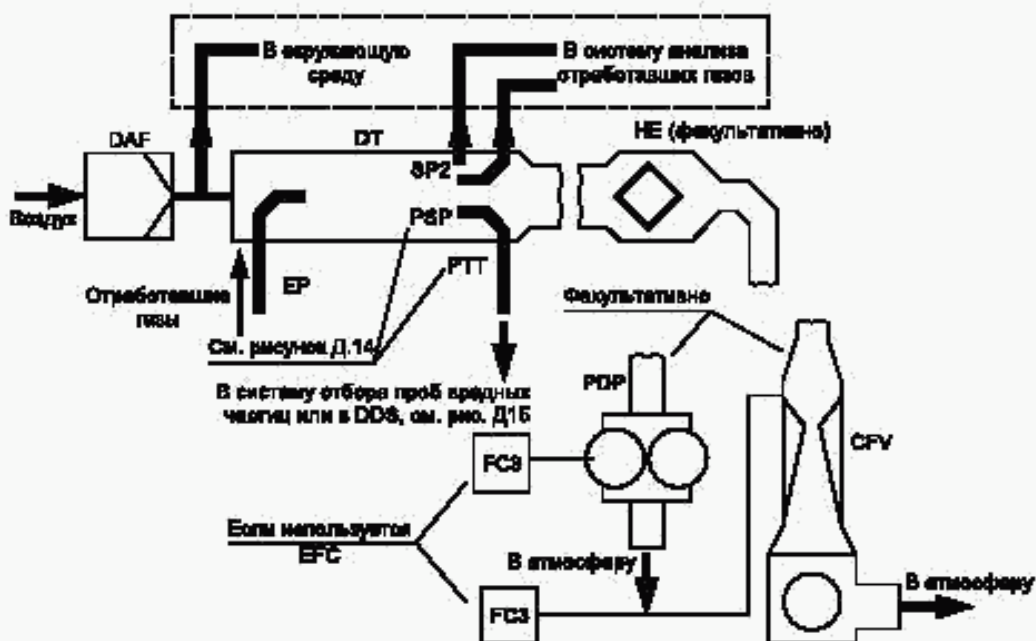 В окружающую
среду
В систему анализа
отработавших газов
DAF
DT
HE (факультативно)
SP2
Воздух
PSP
PTT
EP
Отработавшие
газы
Факультативно
См. рисунок Д.14
PDP
В систему отбора проб вредных
частиц или в DDS, см. рис. Д15
CFV
FC3
Если используется
EFC
В атмосферу
В атмосферу
FC3